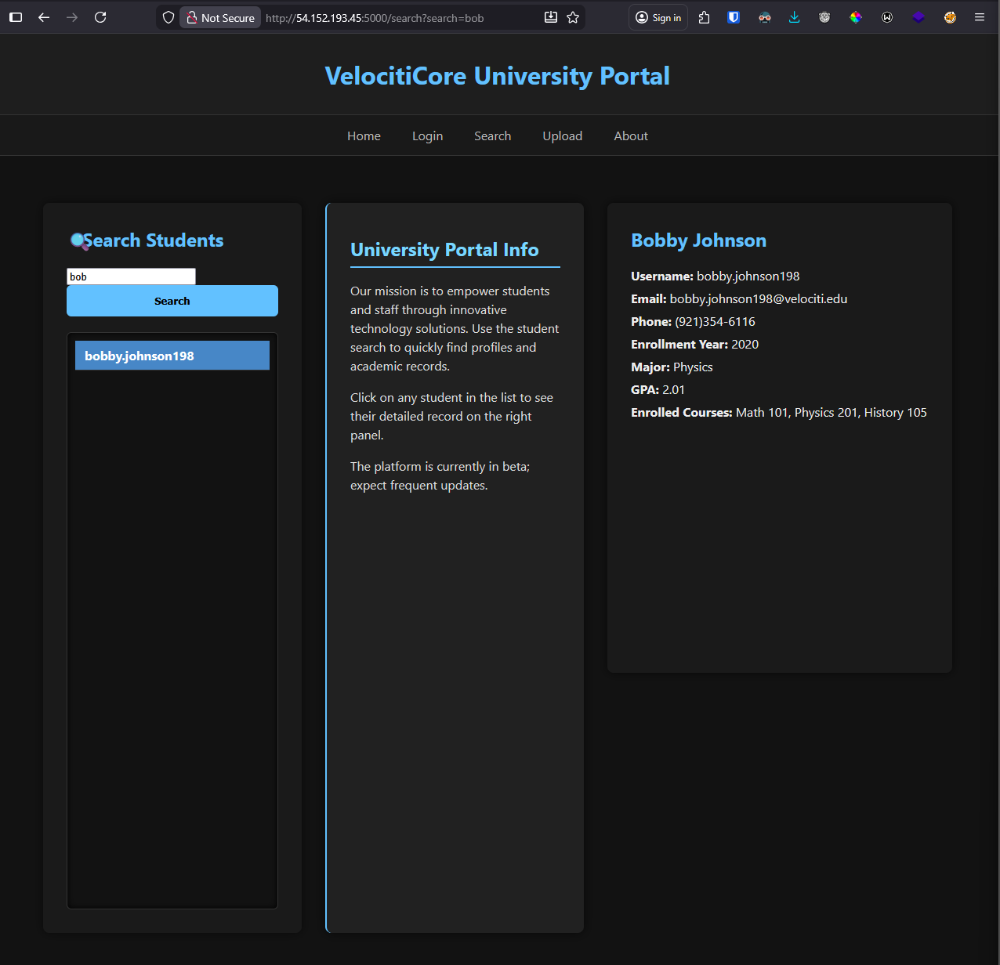 Not Secure
http://54.152.193.45:5000/search?search=bob
Sign in
VelocitiCore University Portal
Home
Login
Search
Upload
About
Search Students
bob
Search
bobby.johnson198
University Portal Info
Our mission is to empower students
and staff through innovative
technology solutions. Use the student
search to quickly find profiles and
academic records.
Click on any student in the list to see
their detailed record on the right
panel.
The platform is currently in beta;
expect frequent updates.
Bobby Johnson
Username: bobby.johnson198
Email: bobby.johnson198@velociti.edu
Phone: (921)354-6116
Enrollment Year: 2020
Major: Physics
GPA: 2.01
Enrolled Courses: Math 101, Physics 201, History 105